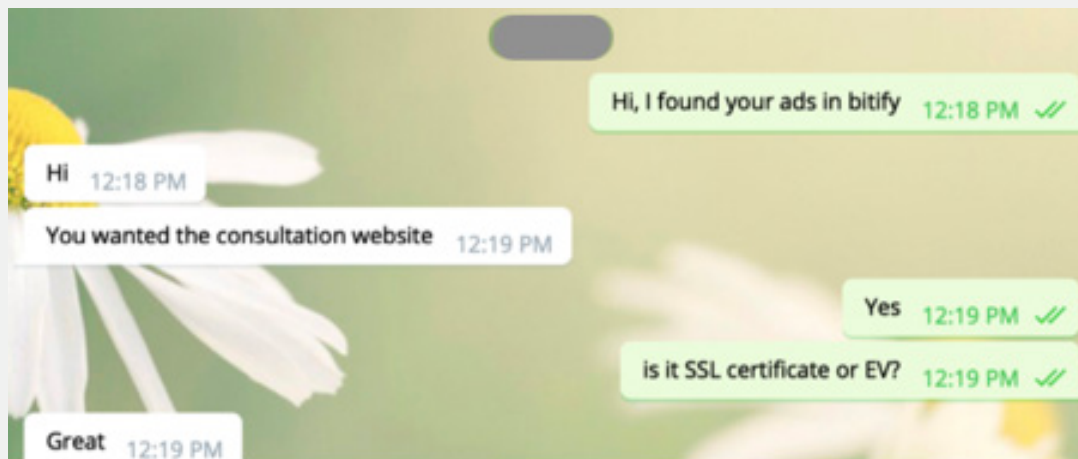 Hi, I found your ads in bitify 12:18 PM
Hi 12:18 PM
You wanted the consultation website 12:19 PM
Yes 12:19 PM
is it SSL certificate or EV? 12:19 PM
Great 12:19 PM